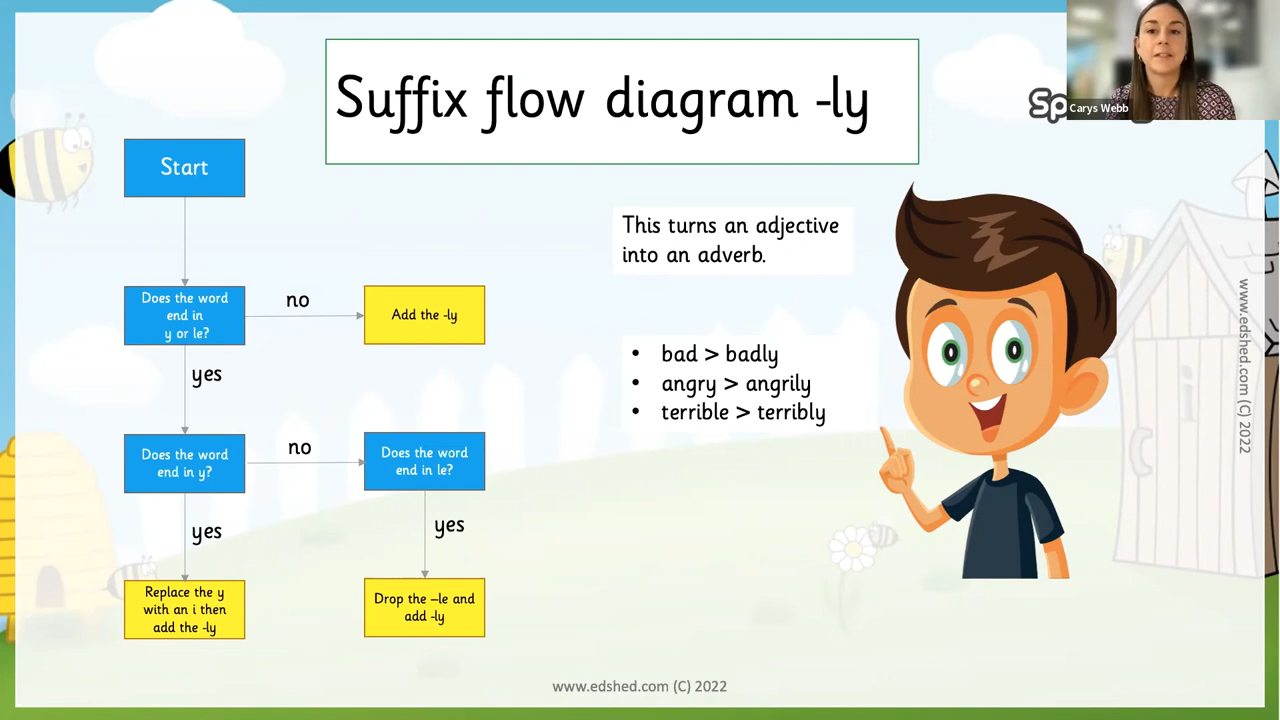 Suffix flow diagram -ly
Sp
Carys Webb
Start
This turns an adjective
into an adverb.
Does the word
end in
y or le?
no
Add the -ly
yes
• bad > badly
• angry > angrily
• terrible > terribly
Does the word
end in y?
no
Does the word
end in le?
yes
yes
Replace the y
with an i then
add the -ly
Drop the –le and
add -ly
www.edshed.com (C) 2022
www.edshed.com (C) 2022